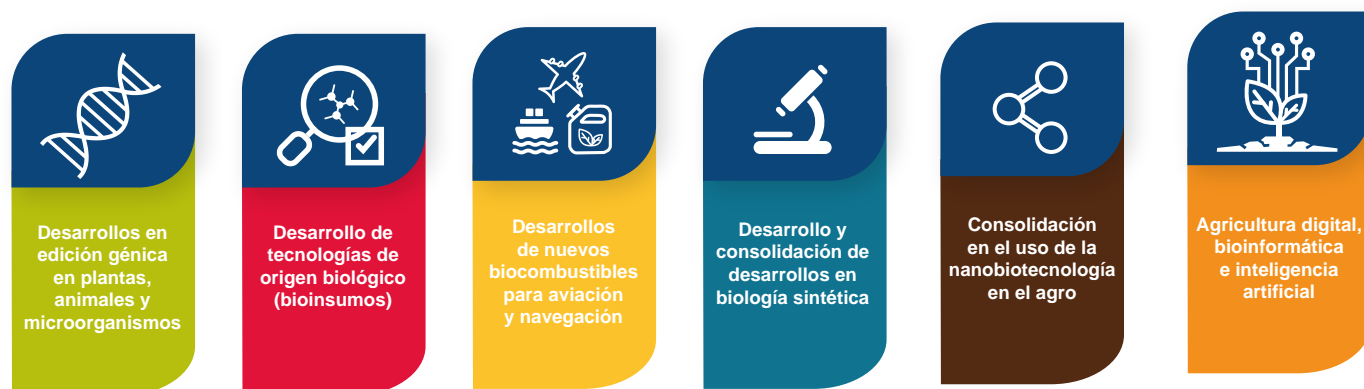 Desarrollos en
edición génica
en plantas,
animales y
microorganismos
Desarrollo de
tecnologías de
origen biológico
(bioinsumos)
Desarrollos
de nuevos
biocombustibles
para aviación
y navegación
Desarrollo y
consolidación de
desarrollos en
biología sintética
Consolidación
en el uso de la
nanobiotecnología
en el agro
Agricultura digital,
bioinformática
e inteligencia
artificial